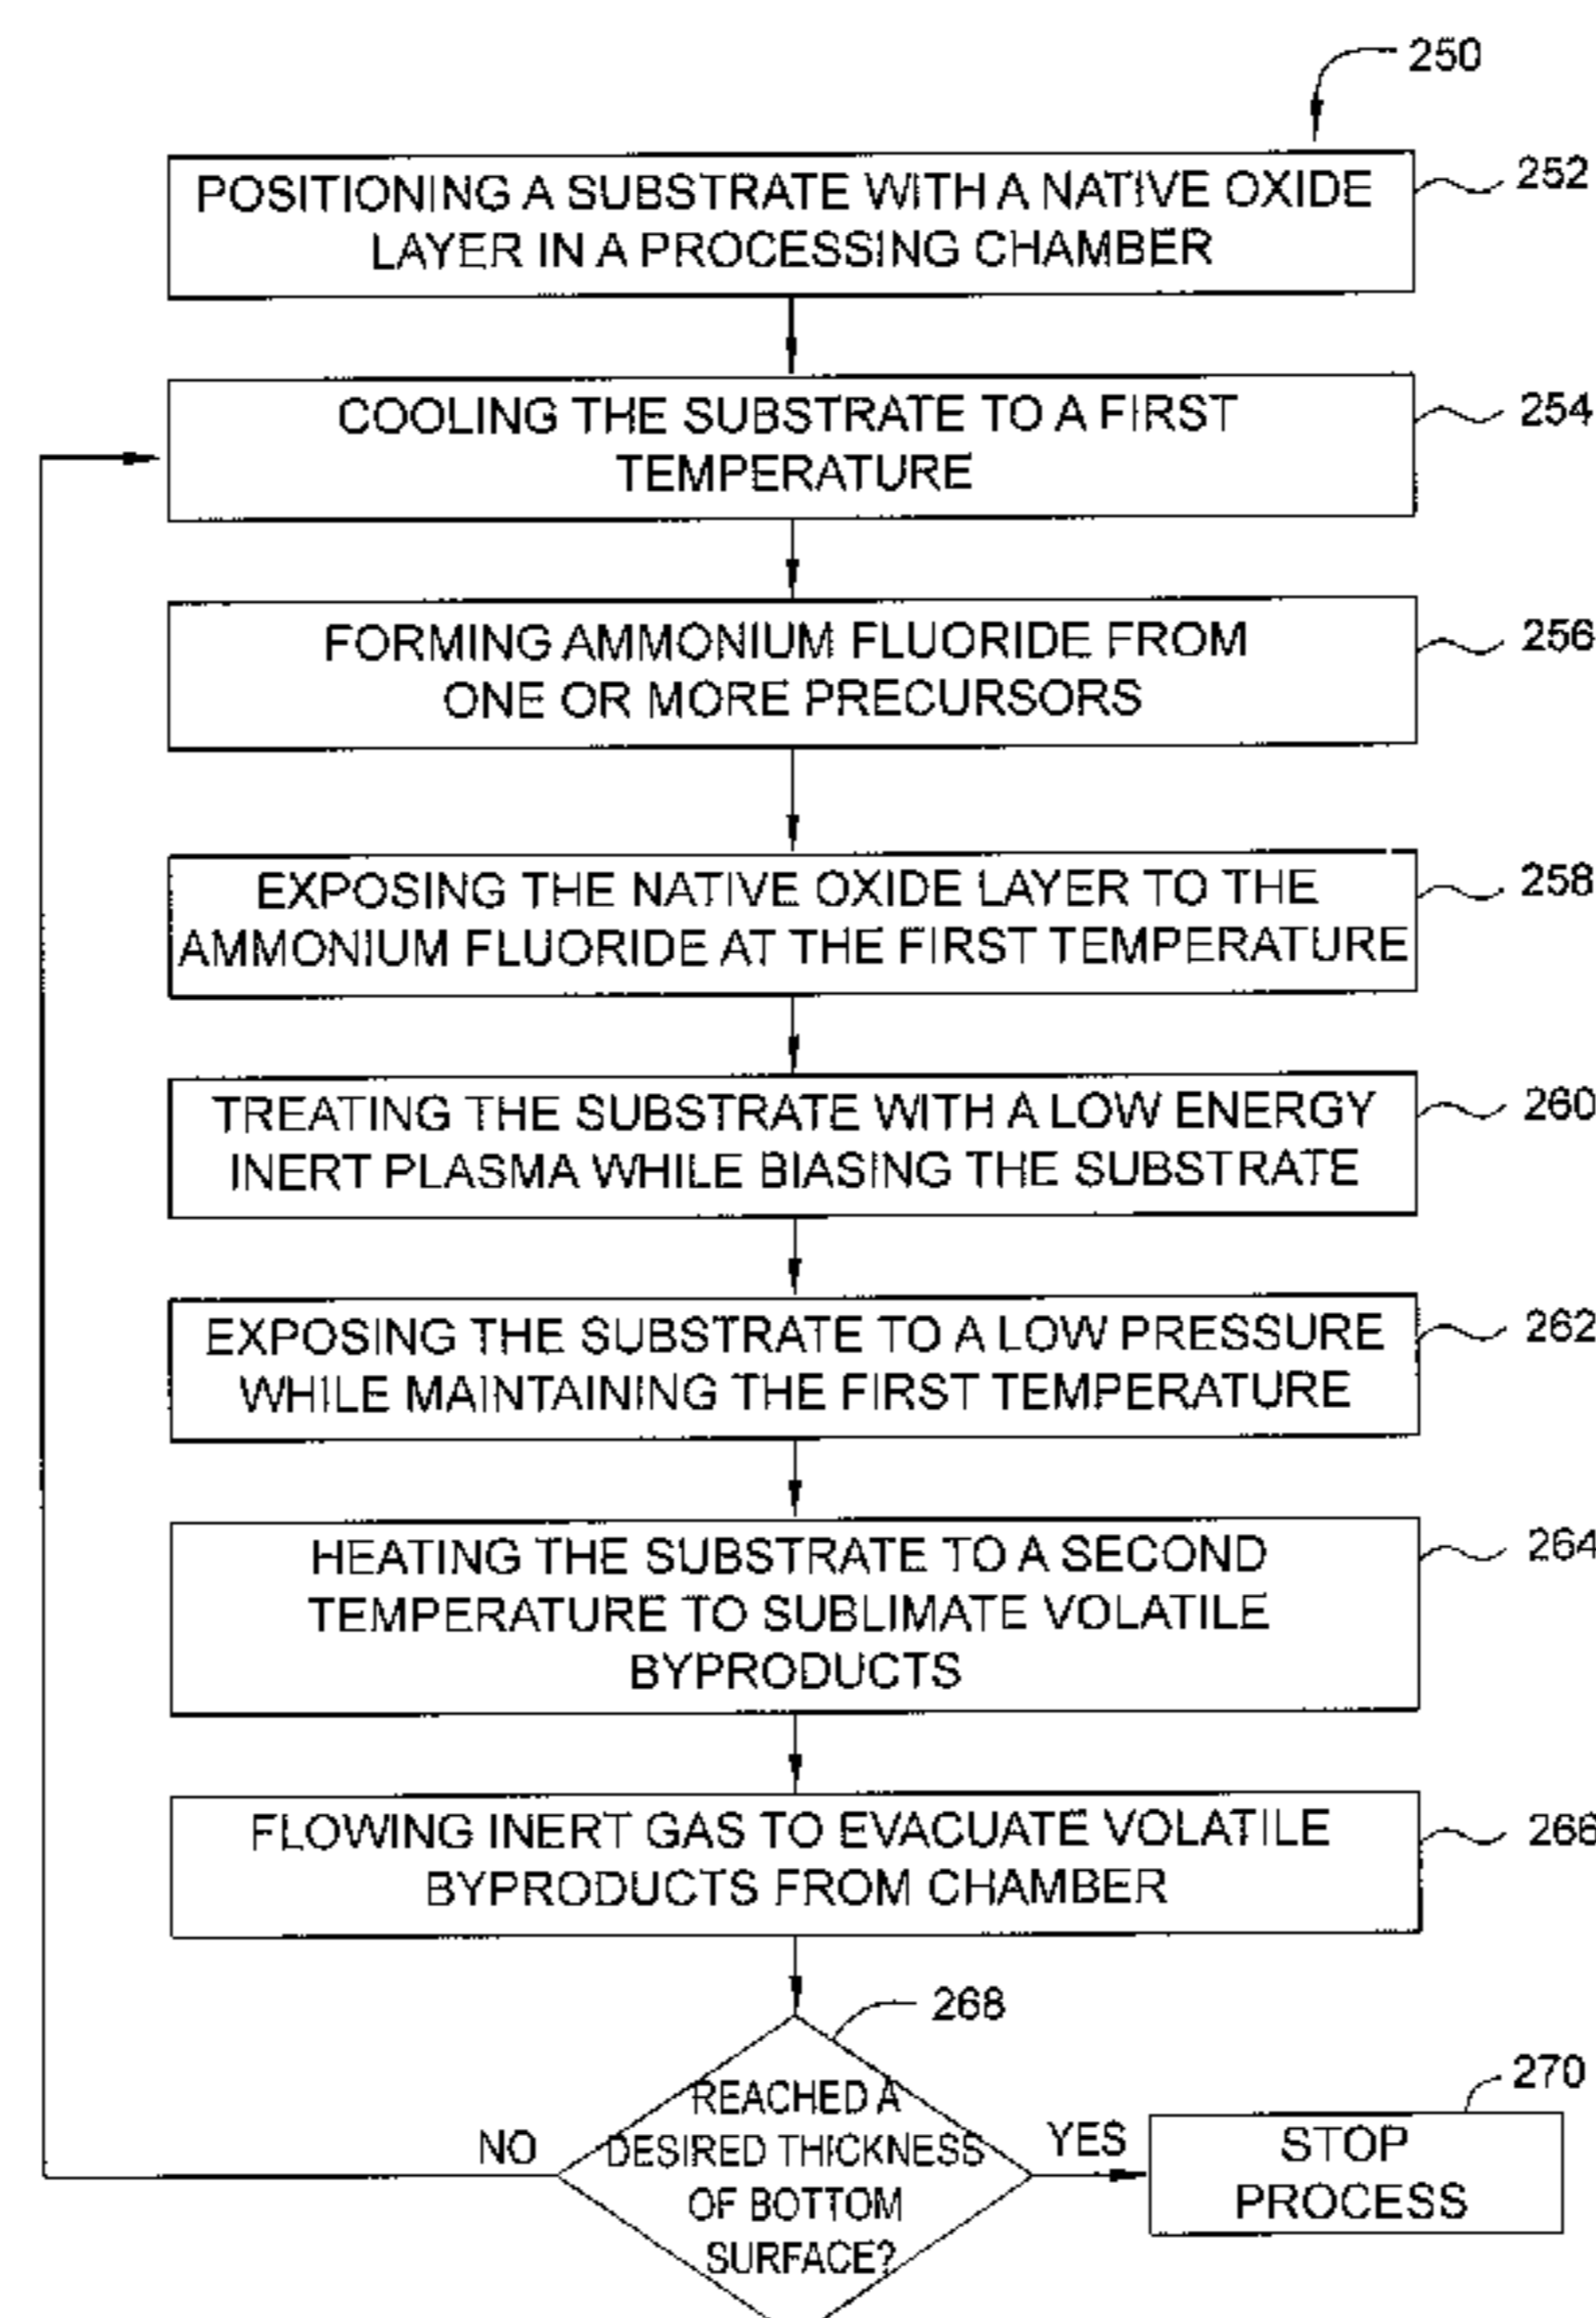 250
POSITIONING A SUBSTRATE WITH A NATIVE OXIDE
LAYER IN A PROCESSING CHAMBER
252
COOLING THE SUBSTRATE TO A FIRST
TEMPERATURE
254
FORMING AMMONIUM FLUORIDE FROM
ONE OR MORE PRECURSORS
256
EXPOSING THE NATIVE OXIDE LAYER TO THE
AMMONIUM FLUORIDE AT THE FIRST TEMPERATURE
258
TREATING THE SUBSTRATE WITH A LOW ENERGY
INERT PLASMA WHILE BIASING THE SUBSTRATE
260
EXPOSING THE SUBSTRATE TO A LOW PRESSURE
WHILE MAINTAINING THE FIRST TEMPERATURE
262
HEATING THE SUBSTRATE TO A SECOND
TEMPERATURE TO SUBLIMATE VOLATILE
BYPRODUCTS
264
FLOWING INERT GAS TO EVACUATE VOLATILE
BYPRODUCTS FROM CHAMBER
266
268
REACHED A
DESIRED THICKNESS
OF BOTTOM
SURFACE?
NO
YES
270
STOP
PROCESS